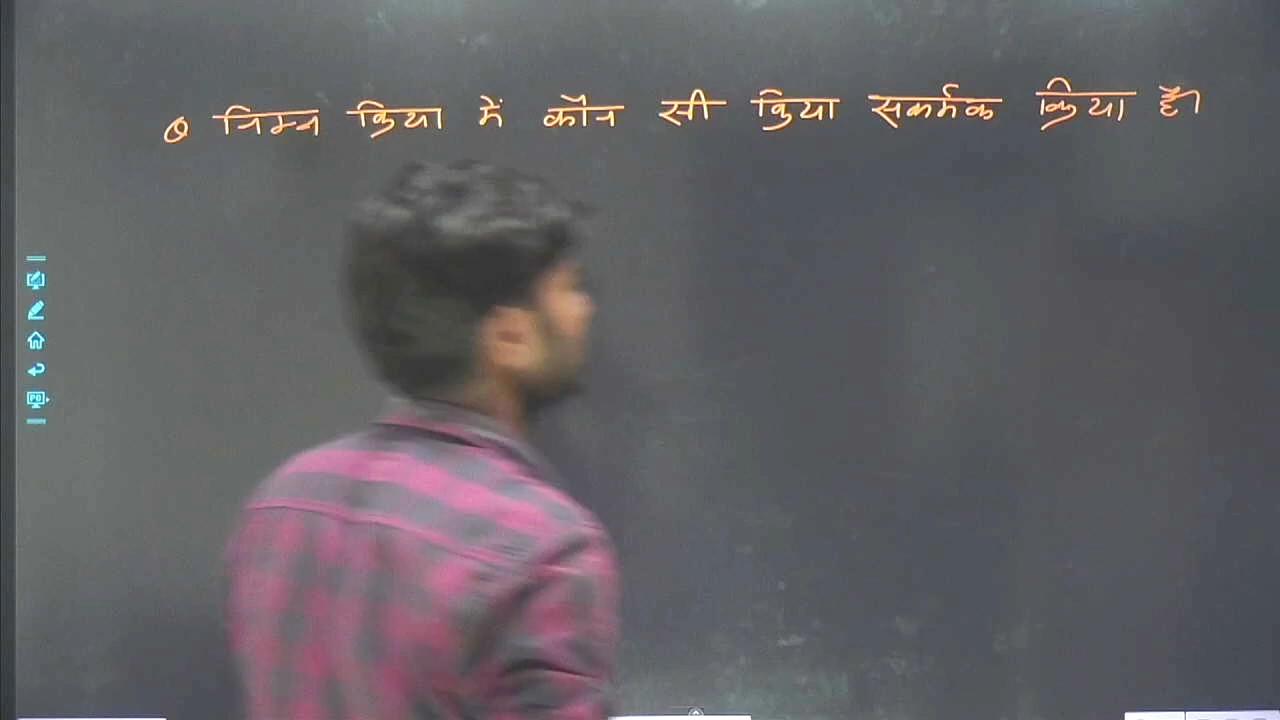 Q निम्न क्रिया में कौन सी क्रिया सकर्मक क्रिया है।